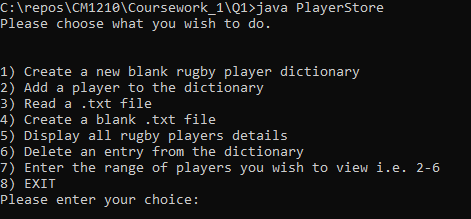 C:\repos\CM1210\Coursework_1\Q1>java PlayerStore
Please choose what you wish to do.
1) Create a new blank rugby player dictionary
2) Add a player to the dictionary
3) Read a .txt file
4) Create a blank .txt file
5) Display all rugby players details
6) Delete an entry from the dictionary
7) Enter the range of players you wish to view i.e. 2-6
8) EXIT
Please enter your choice: